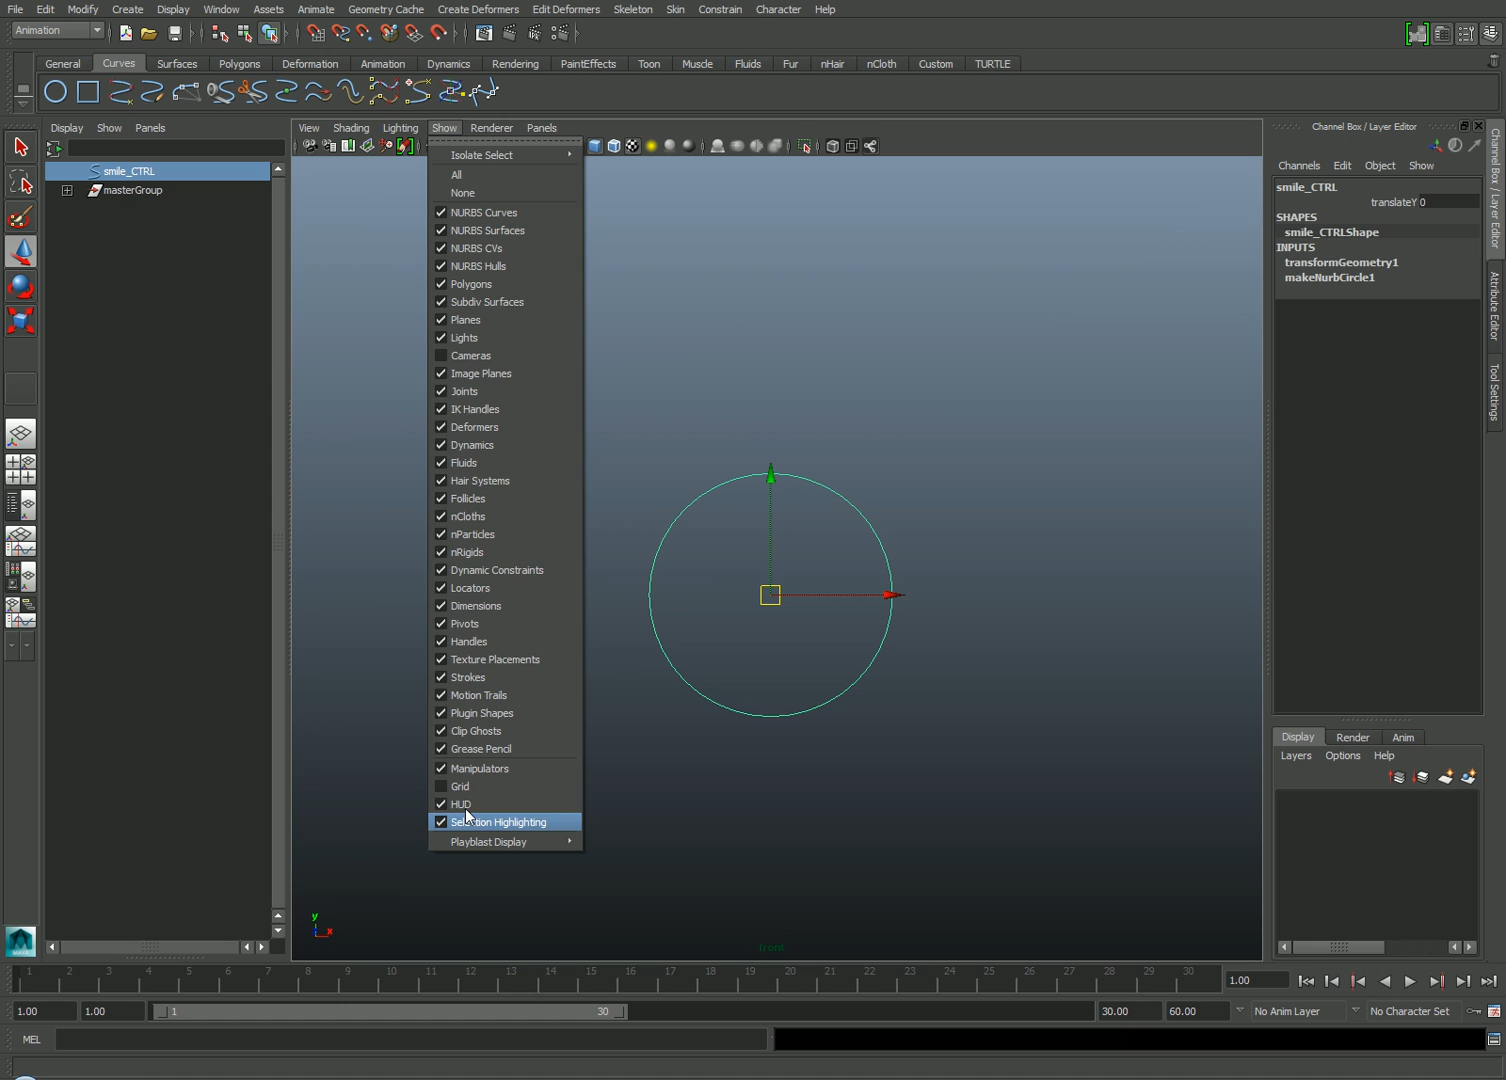 File Edit Modify Create Display Window Assets Animate Geometry Cache Create Deformers Edit Deformers Skeleton Skin Constrain Character Help
Animation
General Curves Surfaces Polygons Deformation Animation Dynamics Rendering PaintEffects Toon Muscle Fluids Fur nHair nCloth Custom TURTLE
Display Show Panels
smile_CTRL
masterGroup
View Shading Lighting Show Renderer Panels
Isolate Select
All
None
NURBS Curves
NURBS Surfaces
NURBS CVs
NURBS Hulls
Polygons
Subdiv Surfaces
Planes
Lights
Cameras
Image Planes
Joints
IK Handles
Deformers
Dynamics
Fluids
Hair Systems
Follicles
nCloths
nParticles
nRigids
Dynamic Constraints
Locators
Dimensions
Pivots
Handles
Texture Placements
Strokes
Motion Trails
Plugin Shapes
Clip Ghosts
Grease Pencil
Manipulators
Grid
HUD
Selection Highlighting
Playblast Display
y
x
front
Channel Box / Layer Editor
Channels Edit Object Show
smile_CTRL
translateY 0
SHAPES
smile_CTRLShape
INPUTS
transformGeometry1
makeNurbCircle1
Channel Box / Layer Editor
Attribute Editor
Tool Settings
Display Render Anim
Layers Options Help
1 2 3 4 5 6 7 8 9 10 11 12 13 14 15 16 17 18 19 20 21 22 23 24 25 26 27 28 29 30
1.00
1.00 1.00 1 30 30.00 60.00 No Anim Layer No Character Set
MEL